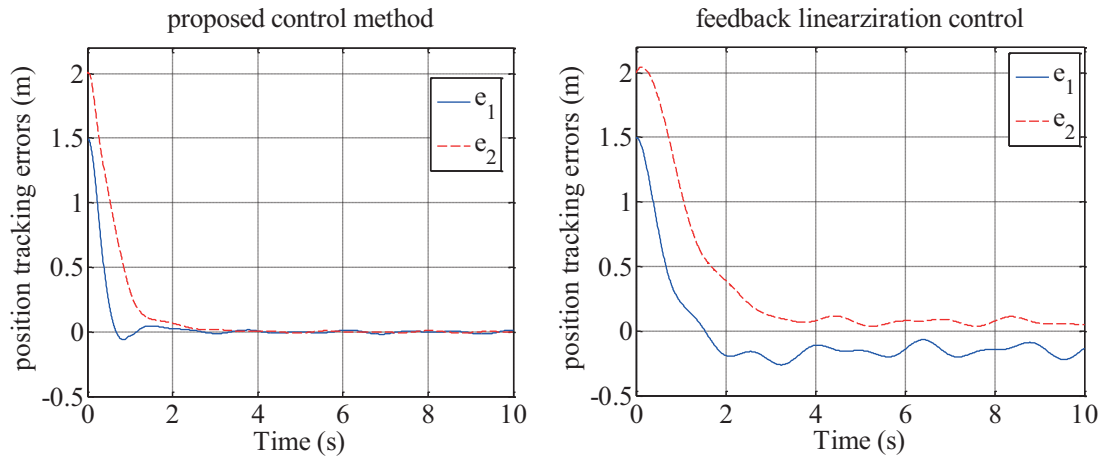 proposed control method
position tracking errors (m)
2
1.5
1
0.5
0
-0.5
0 2 4 6 8 10
Time (s)
e1
e2
feedback linearziration control
position tracking errors (m)
2
1.5
1
0.5
0
-0.5
0 2 4 6 8 10
Time (s)
e1
e2